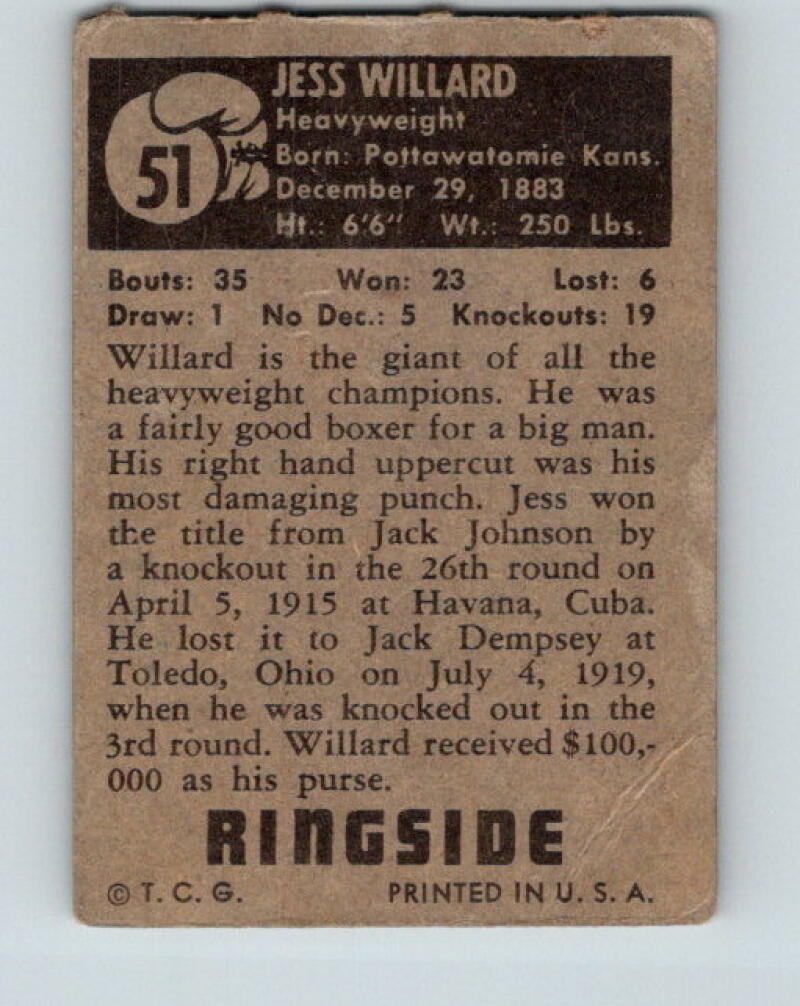 51
JESS WILLARD
Heavyweight
Born: Pottawatomie Kans.
December 29, 1883
Ht.: 6'6" Wt.: 250 Lbs.
Bouts: 35 Won: 23 Lost: 6
Draw: 1 No Dec.: 5 Knockouts: 19
Willard is the giant of all the
heavyweight champions. He was
a fairly good boxer for a big man.
His right hand uppercut was his
most damaging punch. Jess won
the title from Jack Johnson by
a knockout in the 26th round on
April 5, 1915 at Havana, Cuba.
He lost it to Jack Dempsey at
Toledo, Ohio on July 4, 1919,
when he was knocked out in the
3rd round. Willard received $100,-
000 as his purse.
RINGSIDE
© T. C. G. PRINTED IN U. S. A.